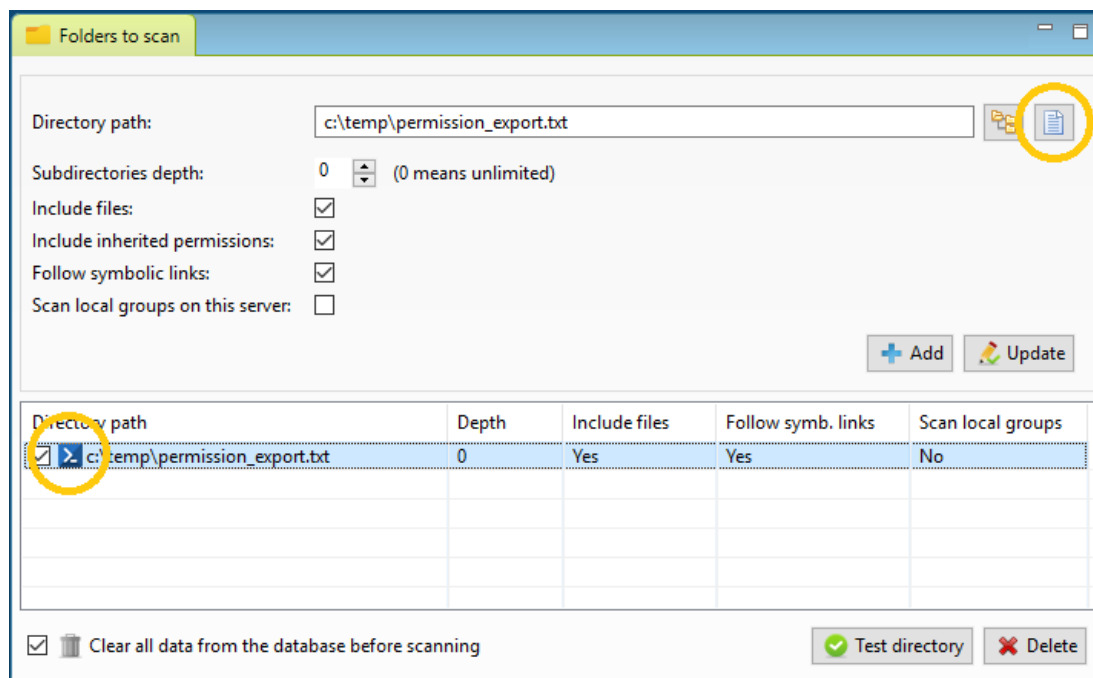 Folders to scan
Directory path: c:\temp\permission_export.txt
Subdirectories depth: 0 (0 means unlimited)
Include files:
Include inherited permissions:
Follow symbolic links:
Scan local groups on this server:
Add Update
Directory path Depth Include files Follow symb. links Scan local groups
c:\temp\permission_export.txt 0 Yes Yes No
Clear all data from the database before scanning Test directory Delete